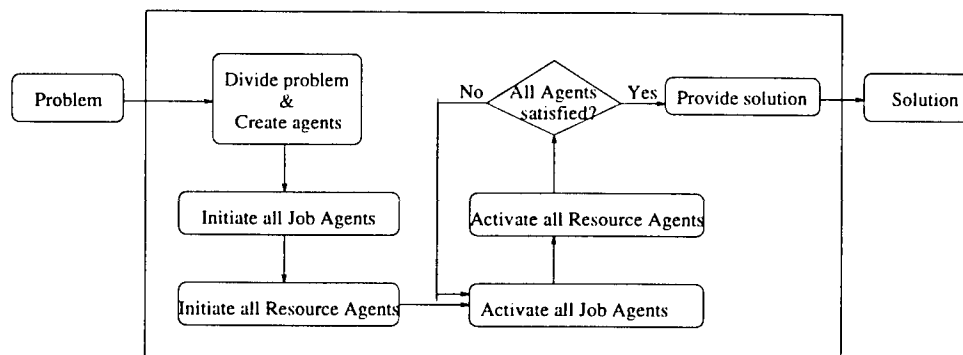 Problem
Divide problem
&
Create agents
Initiate all Job Agents
Initiate all Resource Agents
Activate all Job Agents
Activate all Resource Agents
All Agents
satisfied?
No
Yes
Provide solution
Solution